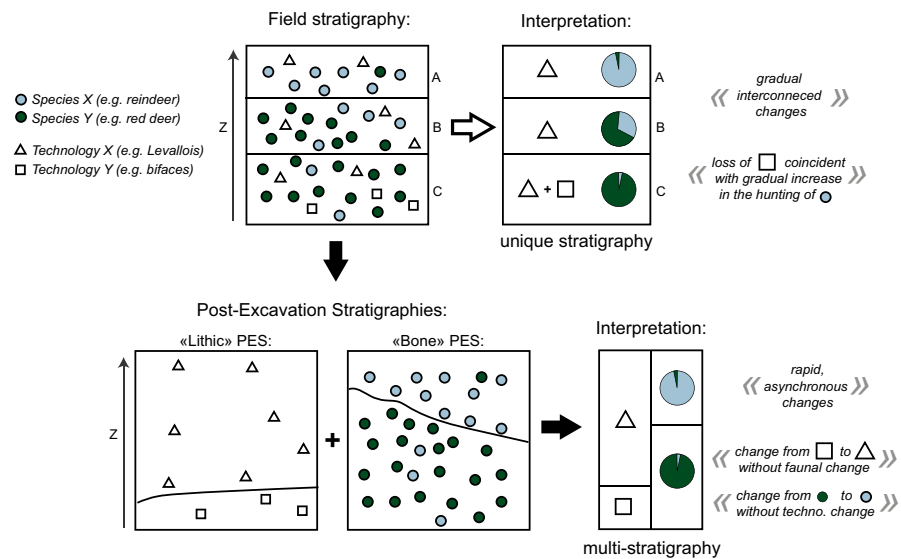 Field stratigraphy:
Interpretation:
Species X (e.g. reindeer)
Species Y (e.g. red deer)
Technology X (e.g. Levallois)
Technology Y (e.g. bifaces)
Z
A
B
C
A
B
C
unique stratigraphy
« gradual »
interconneced
changes
« loss of coincident »
with gradual increase
in the hunting of
Post-Excavation Stratigraphies:
«Lithic» PES:
«Bone» PES:
Interpretation:
Z
+
+
multi-stratigraphy
« rapid, »
asynchronous
changes
« change from to »
without faunal change
« change from to »
without techno. change